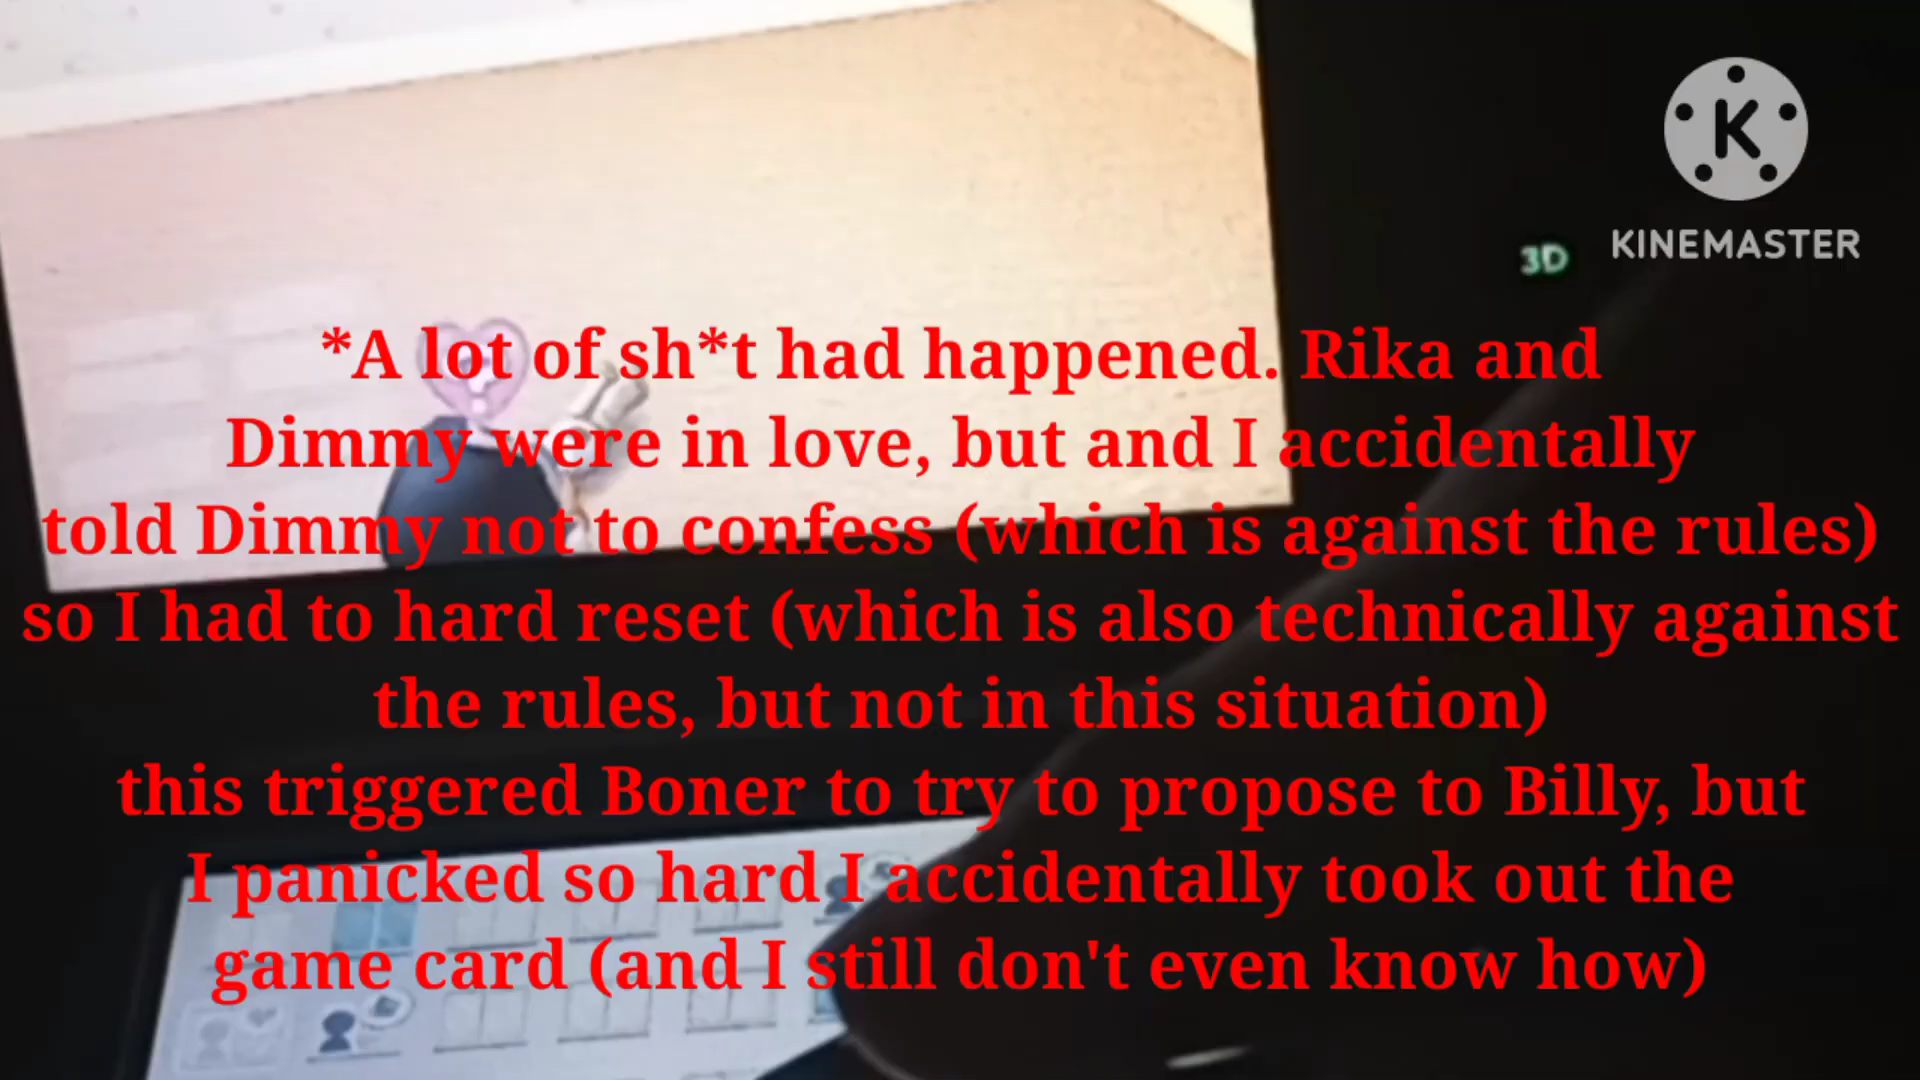 KINEMASTER
3D
*A lot of sh*t had happened. Rika and
Dimmy were in love, but and I accidentally
told Dimmy not to confess (which is against the rules)
so I had to hard reset (which is also technically against
the rules, but not in this situation)
this triggered Boner to try to propose to Billy, but
I panicked so hard I accidentally took out the
game card (and I still don't even know how)